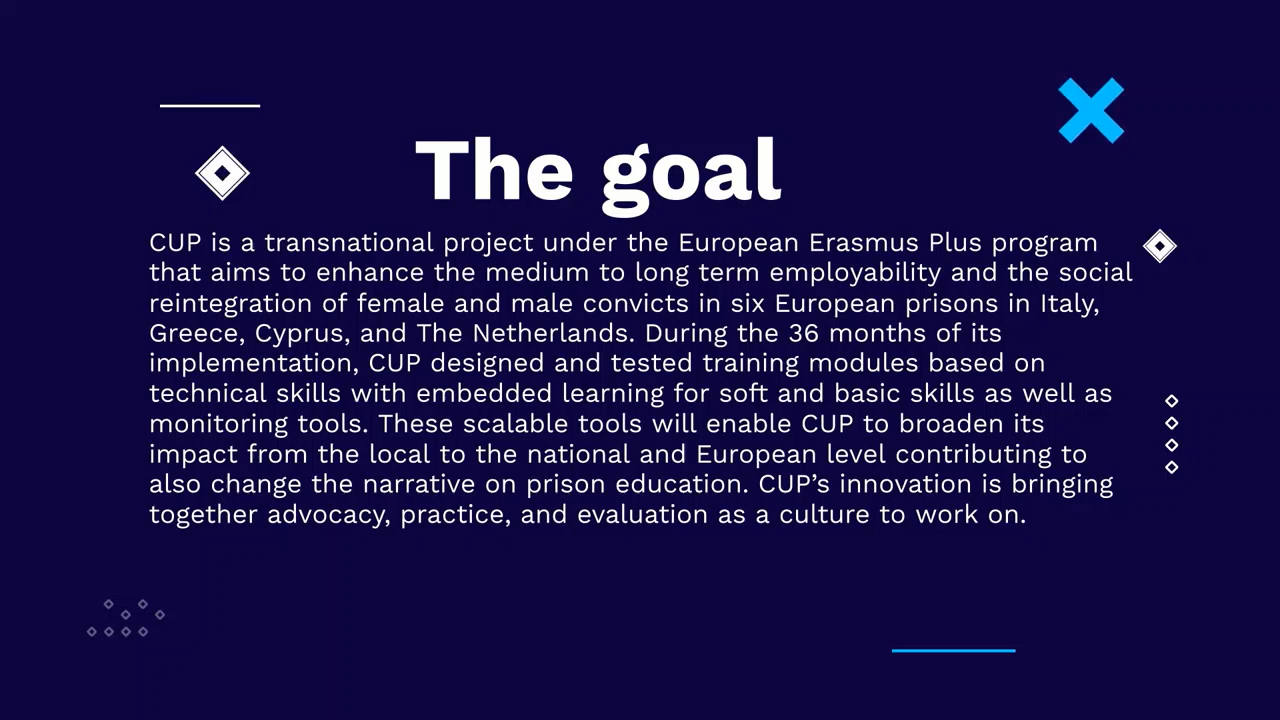 The goal
CUP is a transnational project under the European Erasmus Plus program
that aims to enhance the medium to long term employability and the social
reintegration of female and male convicts in six European prisons in Italy,
Greece, Cyprus, and The Netherlands. During the 36 months of its
implementation, CUP designed and tested training modules based on
technical skills with embedded learning for soft and basic skills as well as
monitoring tools. These scalable tools will enable CUP to broaden its
impact from the local to the national and European level contributing to
also change the narrative on prison education. CUP’s innovation is bringing
together advocacy, practice, and evaluation as a culture to work on.